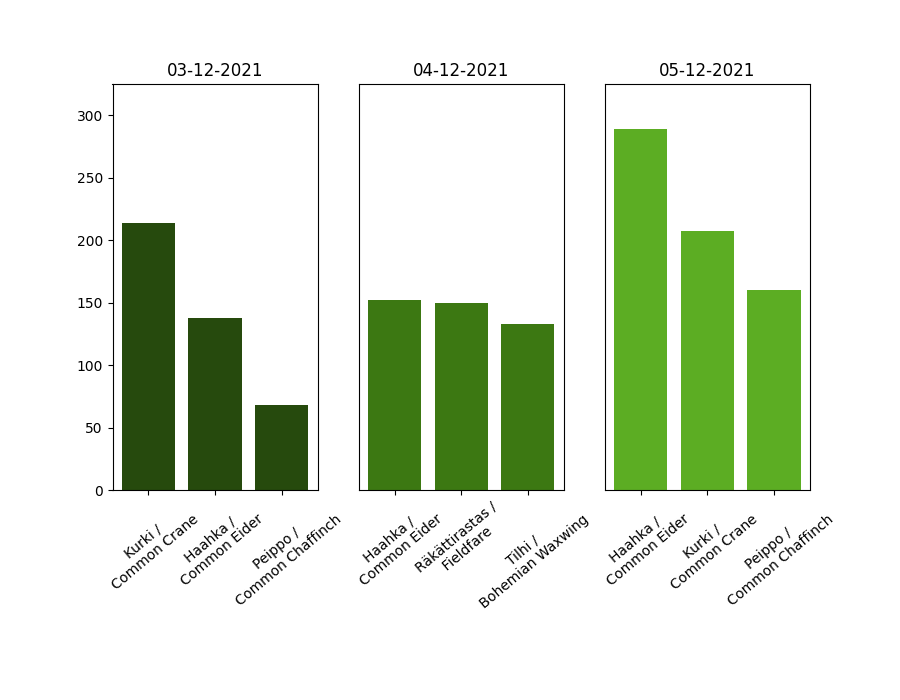 03-12-2021
04-12-2021
05-12-2021
300
250
200
150
100
50
0
Kurki /
Common Crane
Haahka /
Common Eider
Peippo /
Common Chaffinch
Haahka /
Common Eider
Räkättirastas /
Fieldfare
Tilhi /
Bohemian Waxwing
Haahka /
Common Eider
Kurki /
Common Crane
Peippo /
Common Chaffinch